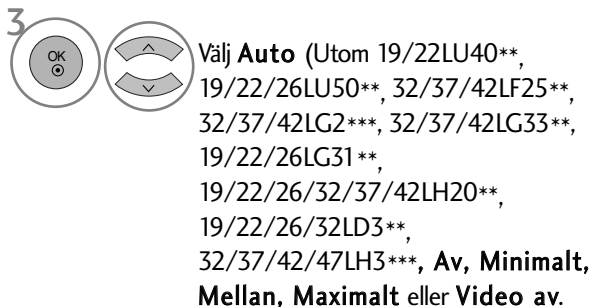 3
OK
Välj Auto (Utom 19/22LU40**,
19/22/26LU50**, 32/37/42LF25**,
32/37/42LG2***, 32/37/42LG33**,
19/22/26LG31**,
19/22/26/32/37/42LH20**,
19/22/26/32LD3**,
32/37/42/47LH3***, Av, Minimalt,
Mellan, Maximalt eller Video av.